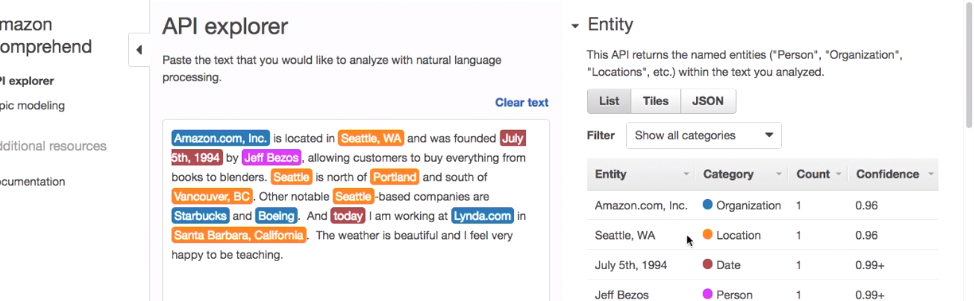 mazon
omprehend
PI explorer
pic modeling
dditional resources
ocumentation
API explorer
Paste the text that you would like to analyze with natural language
processing.
Clear text
Amazon.com, Inc. is located in Seattle, WA and was founded July
5th, 1994 by Jeff Bezos, allowing customers to buy everything from
books to blenders. Seattle is north of Portland and south of
Vancouver, BC. Other notable Seattle-based companies are
Starbucks and Boeing. And today I am working at Lynda.com in
Santa Barbara, California. The weather is beautiful and I feel very
happy to be teaching.
Entity
This API returns the named entities ("Person", "Organization",
"Locations", etc.) within the text you analyzed.
List Tiles JSON
Filter Show all categories
Entity Category Count Confidence
Amazon.com, Inc. Organization 1 0.96
Seattle, WA Location 1 0.96
July 5th, 1994 Date 1 0.99+
Jeff Bezos Person 1 0.99+